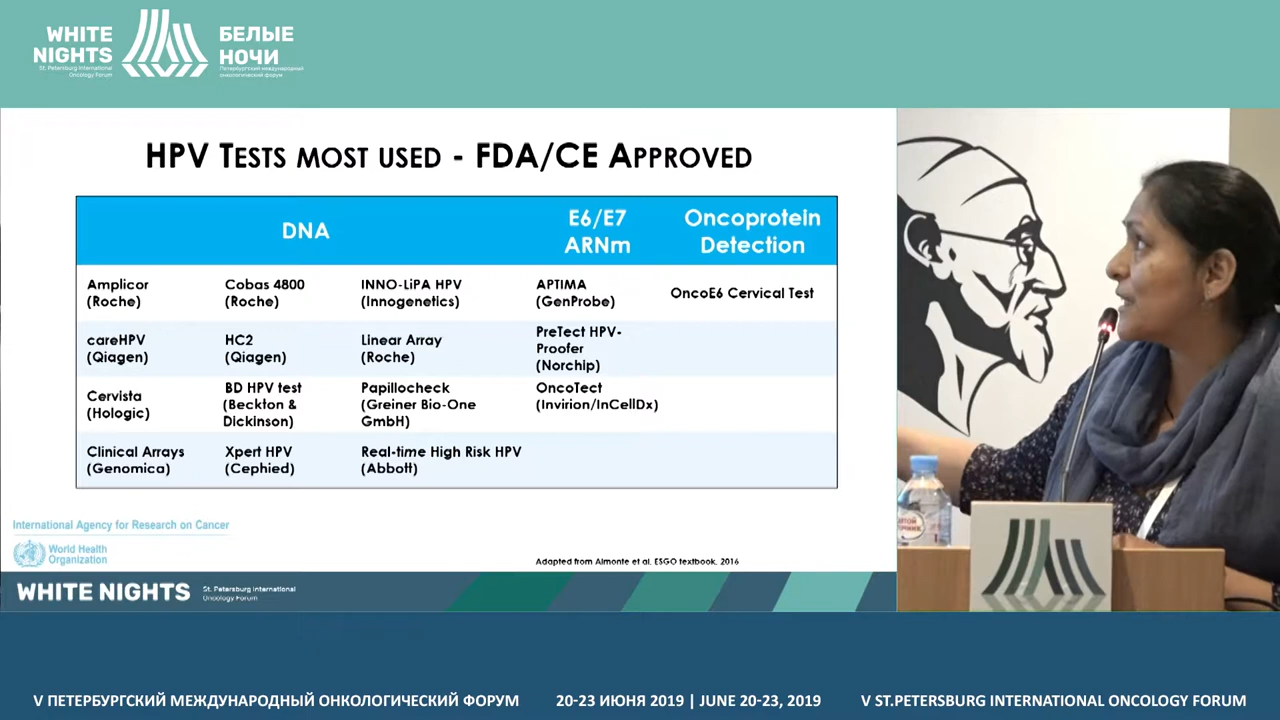 WHITE
NIGHTS
St. Petersburg International
Oncology Forum
БЕЛЫЕ
НОЧИ
Петербургский международный
онкологический форум
HPV TESTS MOST USED - FDA/CE APPROVED
DNA
E6/E7
ARNm
Oncoprotein
Detection
Amplicor
(Roche)
Cobas 4800
(Roche)
INNO-LiPA HPV
(Innogenetics)
APTIMA
(GenProbe)
OncoE6 Cervical Test
careHPV
(Qiagen)
HC2
(Qiagen)
Linear Array
(Roche)
PreTect HPV-
Proofer
(Norchip)
Cervista
(Hologic)
BD HPV test
(Beckton &
Dickinson)
Papillocheck
(Greiner Bio-One
GmbH)
OncoTect
(Invirion/InCellDx)
Clinical Arrays
(Genomica)
Xpert HPV
(Cephied)
Real-time High Risk HPV
(Abbott)
International Agency for Research on Cancer
World Health
Organization
Adapted from Almonte et al. ESGO textbook, 2016
WHITE NIGHTS
St. Petersburg International
Oncology Forum
V ПЕТЕРБУРГСКИЙ МЕЖДУНАРОДНЫЙ ОНКОЛОГИЧЕСКИЙ ФОРУМ
20-23 ИЮНЯ 2019 | JUNE 20-23, 2019
V ST.PETERSBURG INTERNATIONAL ONCOLOGY FORUM